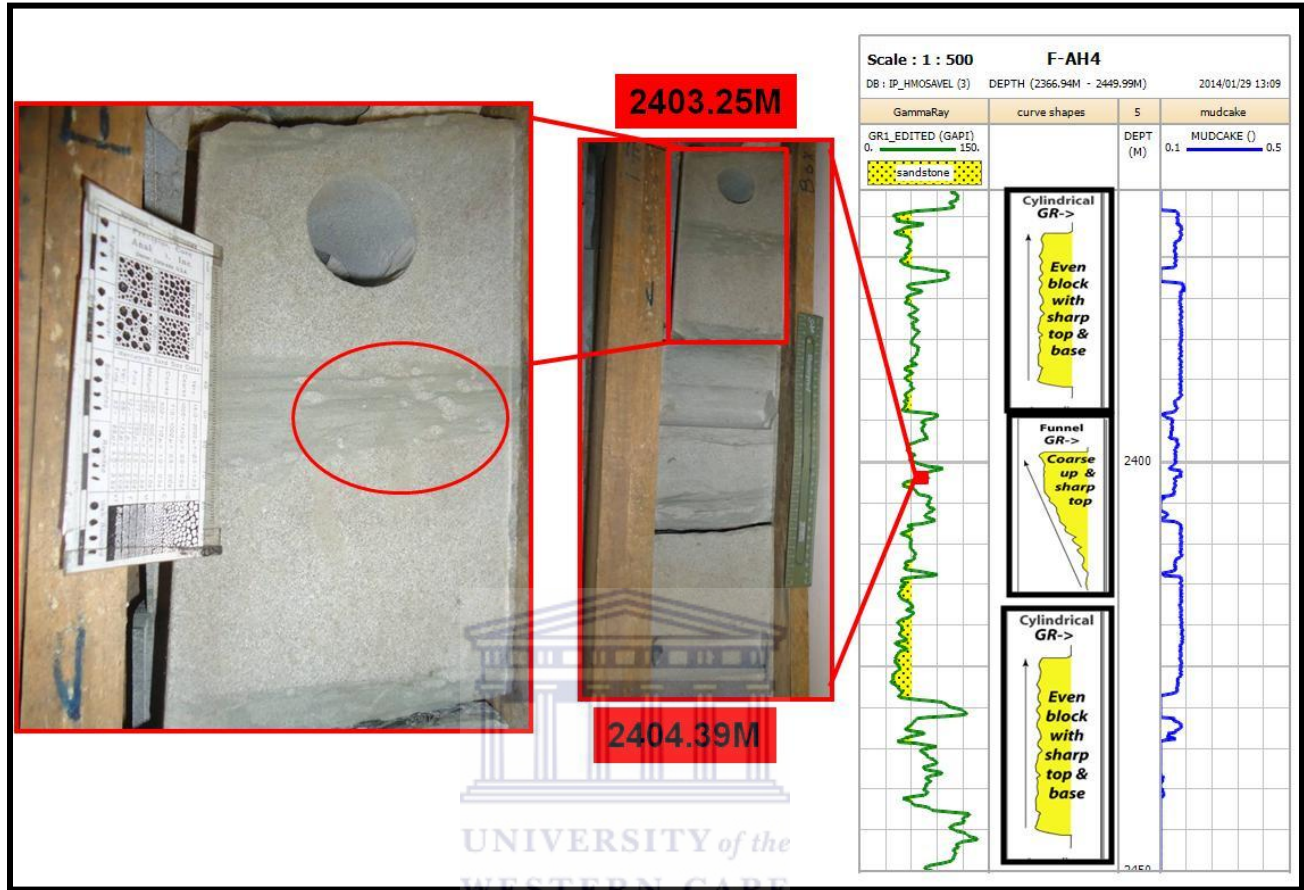 2403.25M
2404.39M
Scale : 1 : 500
F-AH4
DB : IP_HMOSAVEL (3)
DEPTH (2366.94M - 2449.99M)
2014/01/29 13:09
GammaRay
curve shapes
5
mudcake
GR1_EDITED (GAPI)
0.
150.
DEPT
(M)
MUDCAKE ()
0.1
0.5
sandstone
Cylindrical
GR->
Even
block
with
sharp
top &
base
Funnel
GR->
Coarse
up &
sharp
top
2400
Cylindrical
GR->
Even
block
with
sharp
top &
base
2450
UNIVERSITY of the
WESTERN CAPE